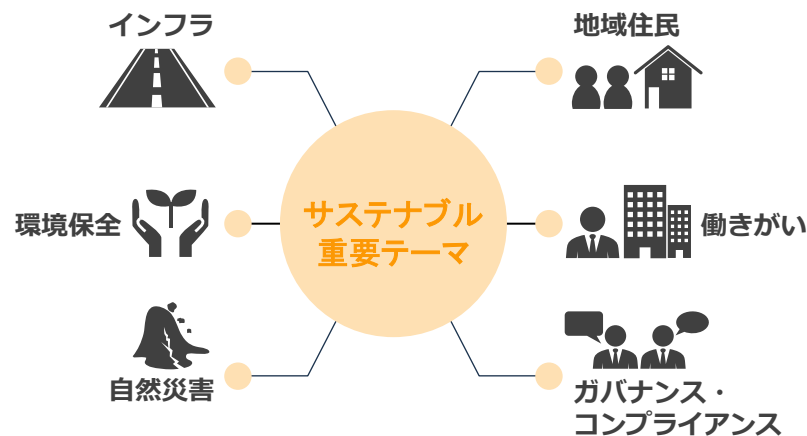 インフラ
地域住民
環境保全
サステナブル
重要テーマ
働きがい
自然災害
ガバナンス・
コンプライアンス